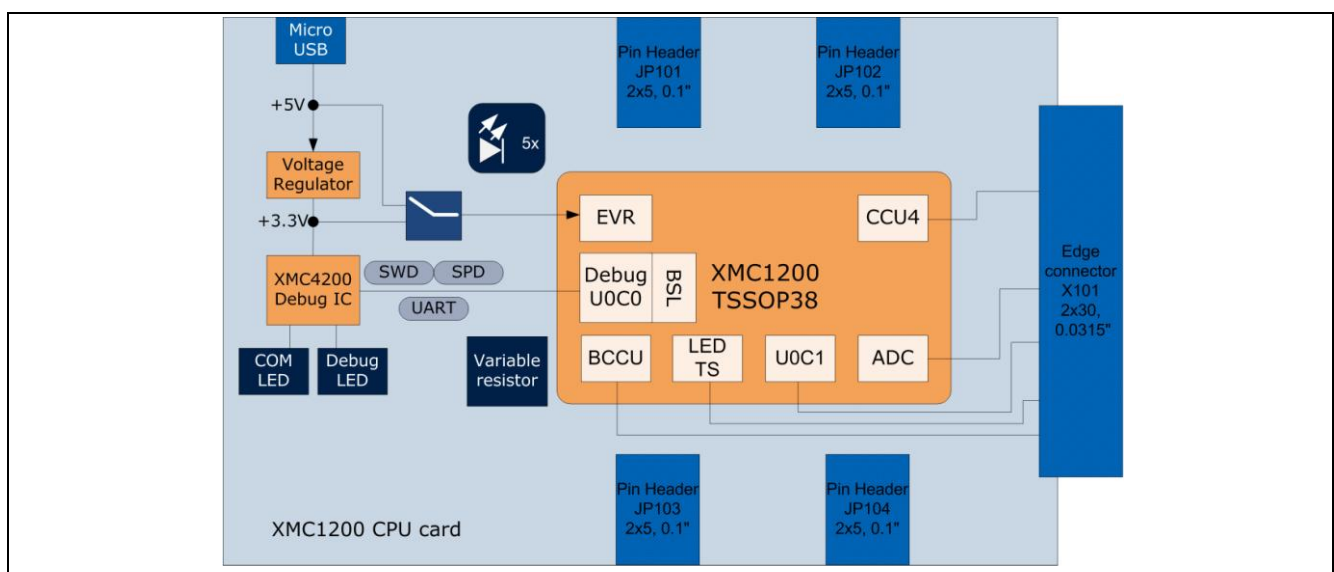 Micro
USB
+5V
Voltage
Regulator
+3.3V
XMC4200
Debug IC
COM
LED
Debug
LED
SWD
SPD
UART
5x
Variable
resistor
Pin Header
JP101
2x5, 0.1"
Pin Header
JP102
2x5, 0.1"
EVR
CCU4
Debug
U0C0
BSL
XMC1200
TSSOP38
BCCU
LED
TS
U0C1
ADC
Edge
connector
X101
2x30,
0.0315"
Pin Header
JP103
2x5, 0.1"
Pin Header
JP104
2x5, 0.1"
XMC1200 CPU card